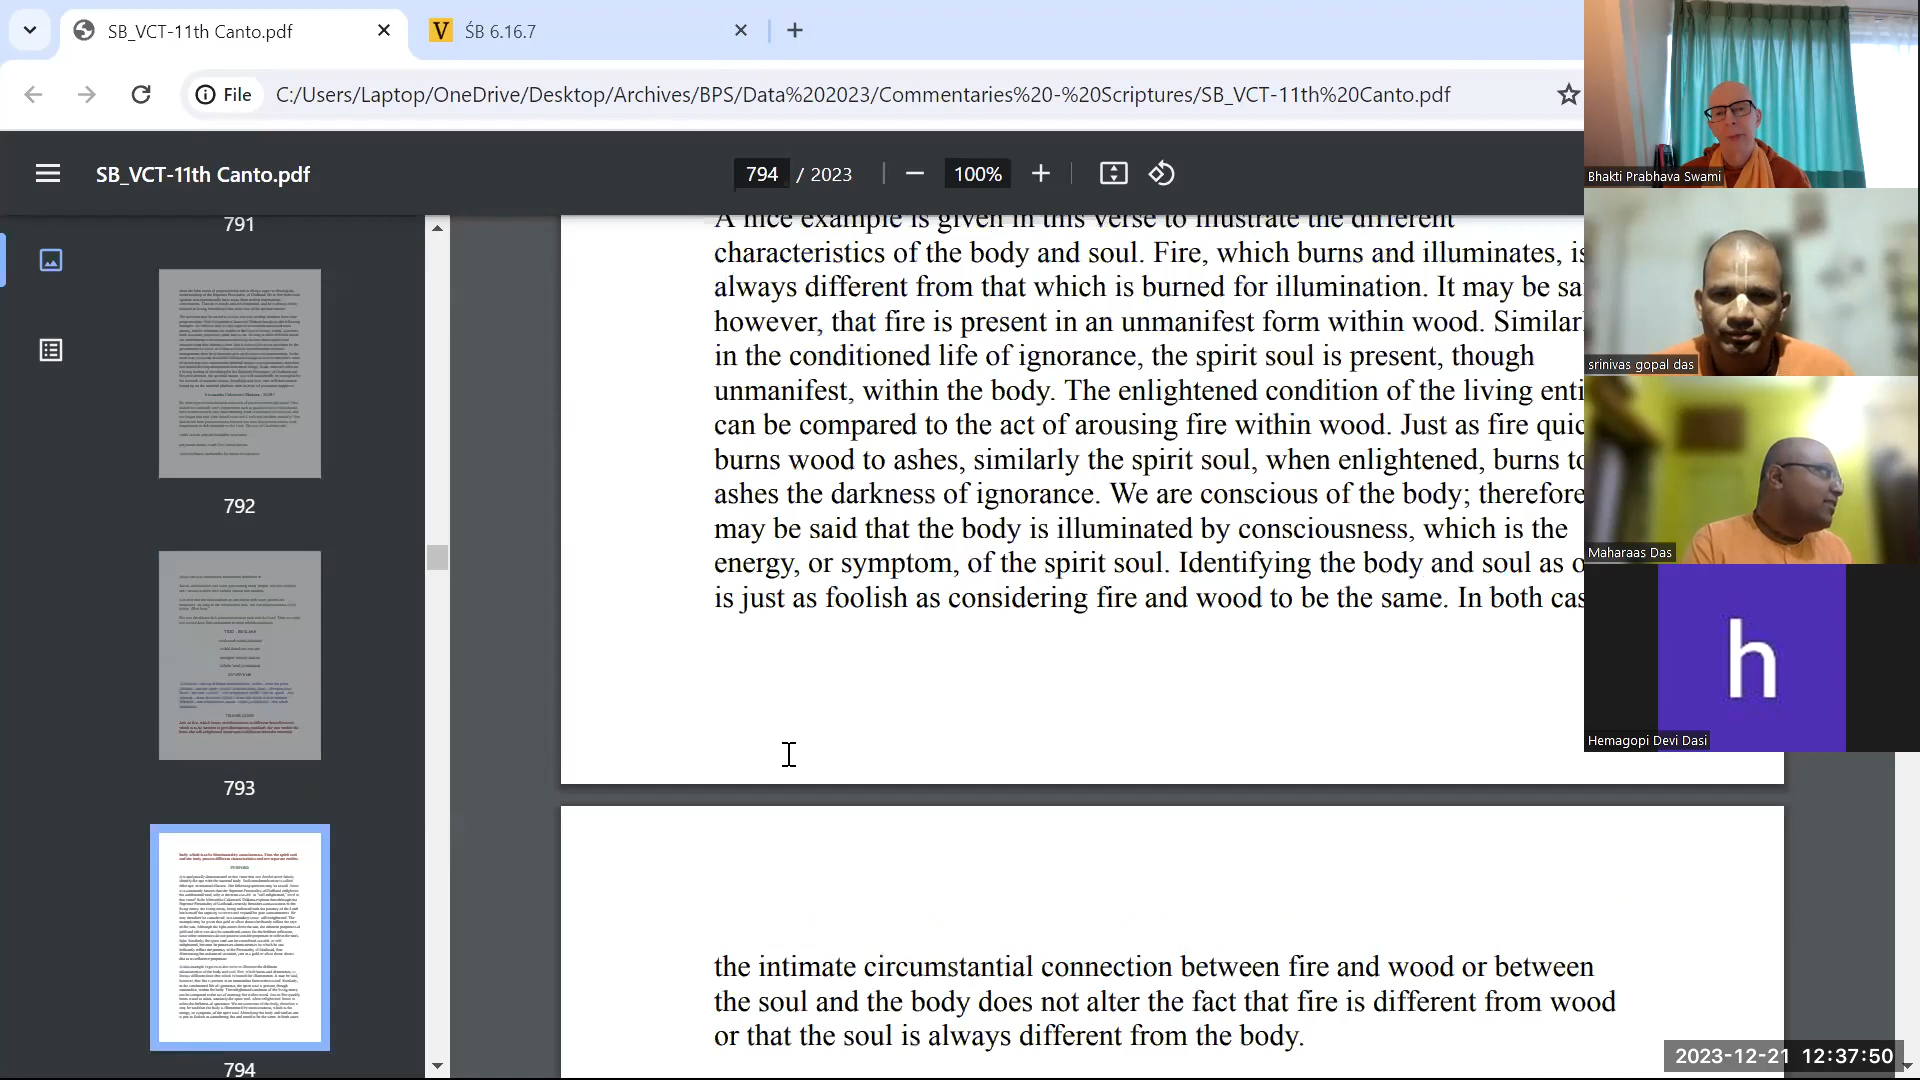 SB_VCT-11th Canto.pdf
V
ŚB 6.16.7
File
C:/Users/Laptop/OneDrive/Desktop/Archives/BPS/Data%202023/Commentaries%20-%20Scriptures/SB_VCT-11th%20Canto.pdf
SB_VCT-11th Canto.pdf
794 / 2023
100%
791
792
793
794
A nice example is given in this verse to illustrate the different
characteristics of the body and soul. Fire, which burns and illuminates, is
always different from that which is burned for illumination. It may be sa
however, that fire is present in an unmanifest form within wood. Similar
in the conditioned life of ignorance, the spirit soul is present, though
unmanifest, within the body. The enlightened condition of the living enti
can be compared to the act of arousing fire within wood. Just as fire quic
burns wood to ashes, similarly the spirit soul, when enlightened, burns to
ashes the darkness of ignorance. We are conscious of the body; therefore
may be said that the body is illuminated by consciousness, which is the
energy, or symptom, of the spirit soul. Identifying the body and soul as o
is just as foolish as considering fire and wood to be the same. In both cas
the intimate circumstantial connection between fire and wood or between
the soul and the body does not alter the fact that fire is different from wood
or that the soul is always different from the body.
Bhakti Prabhava Swami
srinivas gopal das
Maharaas Das
h
Hemagopi Devi Dasi
2023-12-21 12:37:50